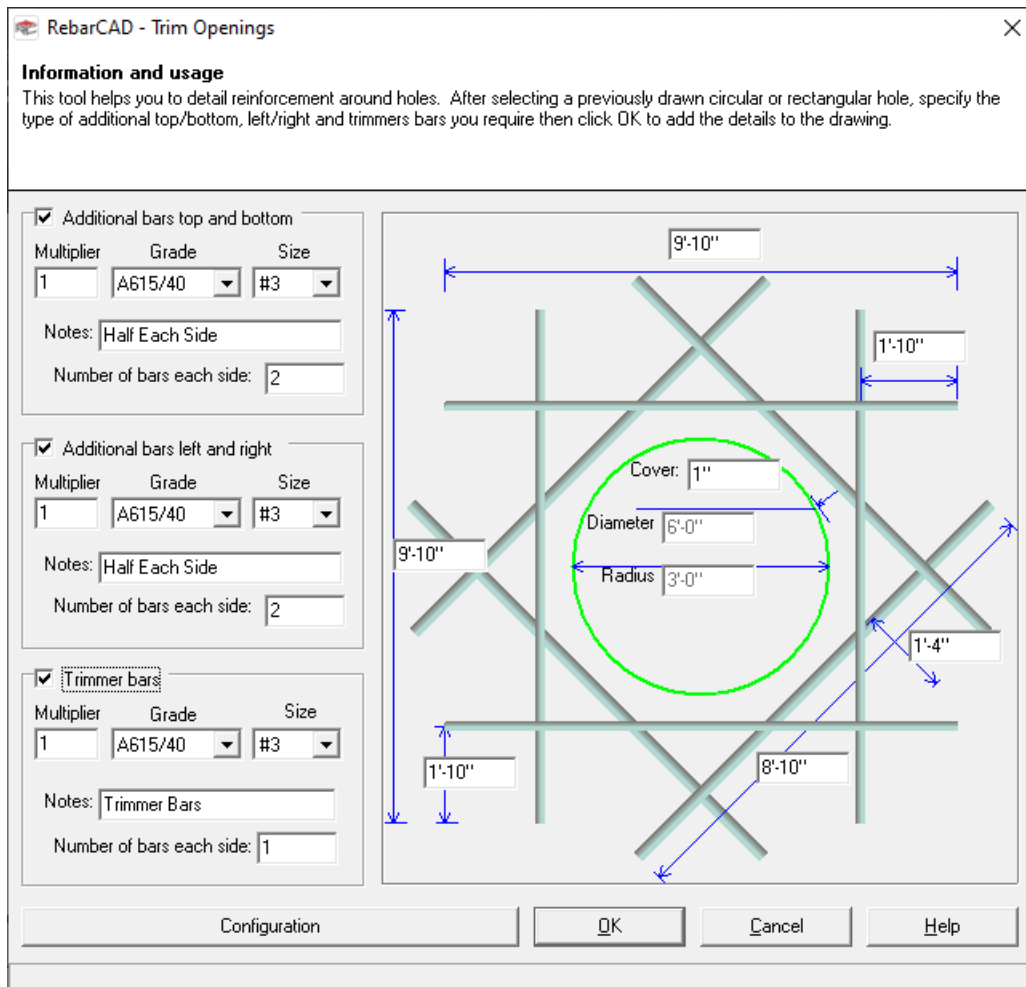 RebarCAD - Trim Openings
Information and usage
This tool helps you to detail reinforcement around holes. After selecting a previously drawn circular or rectangular hole, specify the
type of additional top/bottom, left/right and trimmers bars you require then click OK to add the details to the drawing.
Additional bars top and bottom
Multiplier Grade Size
1 A615/40 #3
Notes: Half Each Side
Number of bars each side: 2
Additional bars left and right
Multiplier Grade Size
1 A615/40 #3
Notes: Half Each Side
Number of bars each side: 2
Trimmer bars
Multiplier Grade Size
1 A615/40 #3
Notes: Trimmer Bars
Number of bars each side: 1
9'-10"
1'-10"
Cover: 1"
Diameter 6'-0"
9'-10"
Radius 3'-0"
1'-4"
1'-10"
8'-10"
Configuration OK Cancel Help